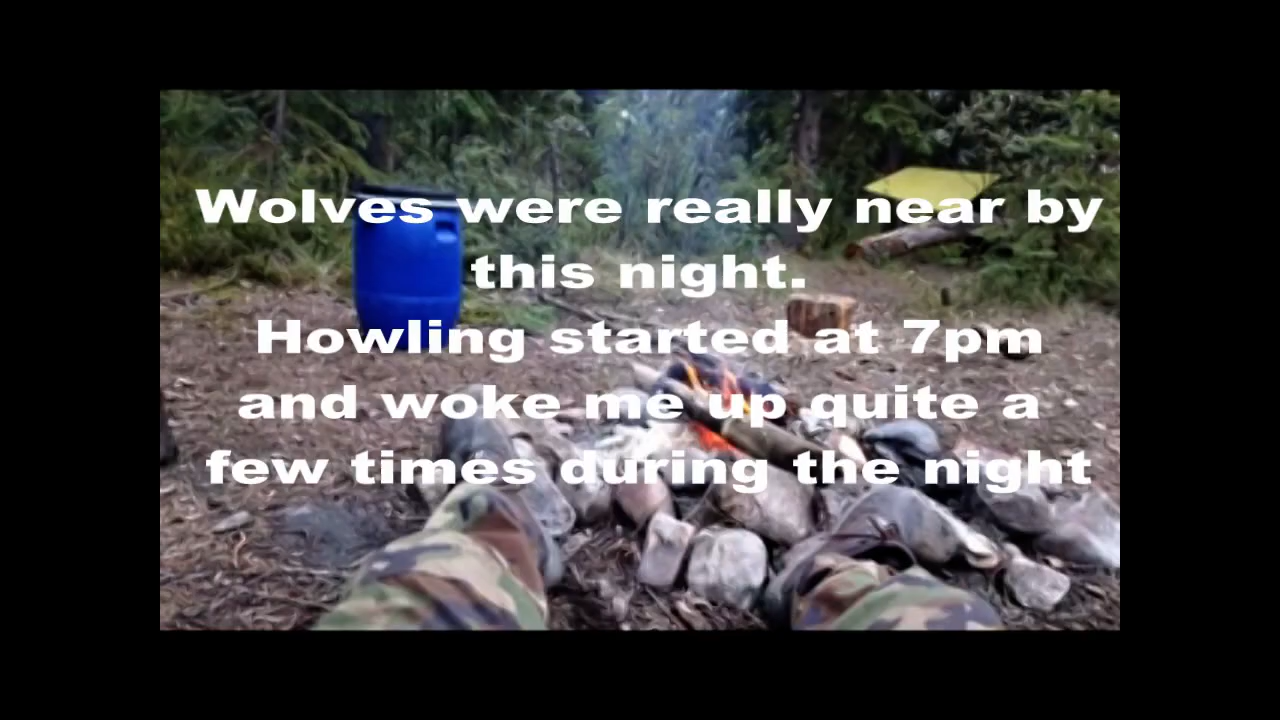 Wolves were really near by
this night.
Howling started at 7pm
and woke me up quite a
few times during the night